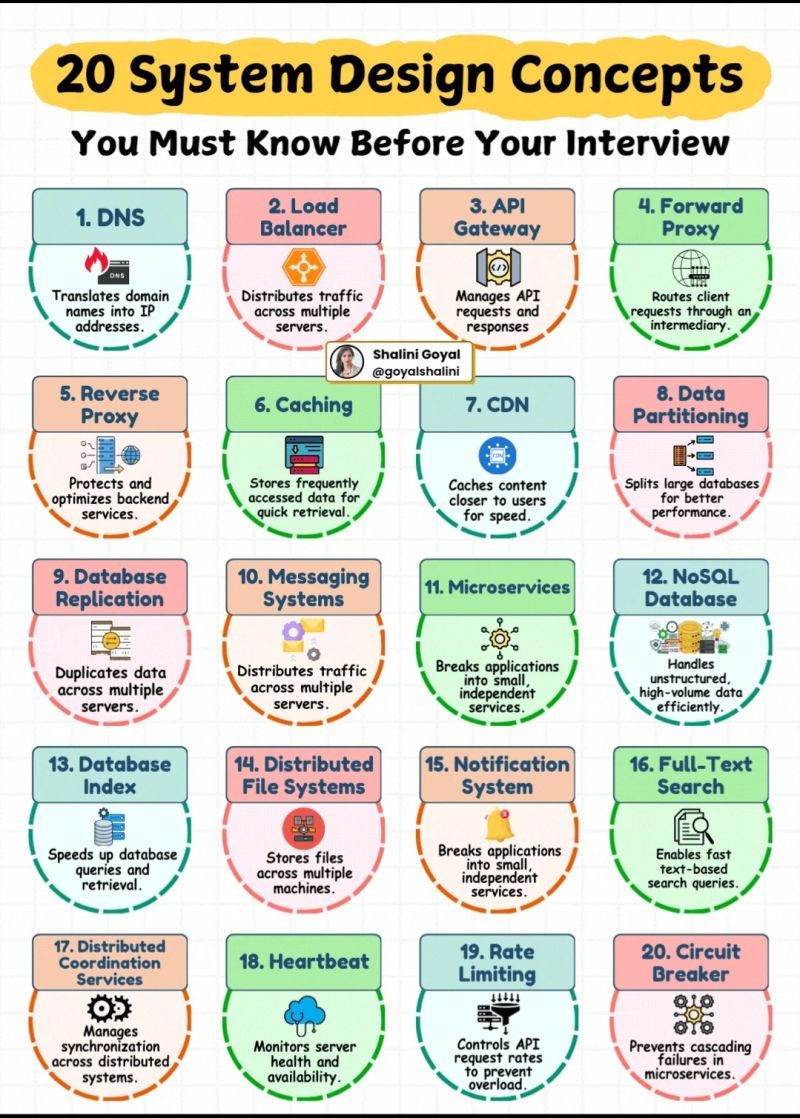 20 System Design Concepts
You Must Know Before Your Interview
1. DNS
DNS
Translates domain
names into IP
addresses.
2. Load
Balancer
Distributes traffic
across multiple
servers.
3. API
Gateway
</>
Manages API
requests and
responses
4. Forward
Proxy
Routes client
requests through an
intermediary.
Shalini Goyal
@goyalshalini
5. Reverse
Proxy
Protects and
optimizes backend
services.
6. Caching
Stores frequently
accessed data for
quick retrieval.
7. CDN
CDN
Caches content
closer to users
for speed.
8. Data
Partitioning
Splits large databases
for better
performance.
9. Database
Replication
Duplicates data
across multiple
servers.
10. Messaging
Systems
Distributes traffic
across multiple
servers.
11. Microservices
Breaks applications
into small,
independent
services.
12. NoSQL
Database
Handles
unstructured,
high-volume data
efficiently.
13. Database
Index
Speeds up database
queries and
retrieval.
14. Distributed
File Systems
Stores files
across multiple
machines.
15. Notification
System
Breaks applications
into small,
independent
services.
16. Full-Text
Search
Enables fast
text-based
search queries.
17. Distributed
Coordination
Services
Manages
synchronization
across distributed
systems.
18. Heartbeat
Monitors server
health and
availability.
19. Rate
Limiting
Controls API
request rates
to prevent
overload.
20. Circuit
Breaker
Prevents cascading
failures in
microservices.